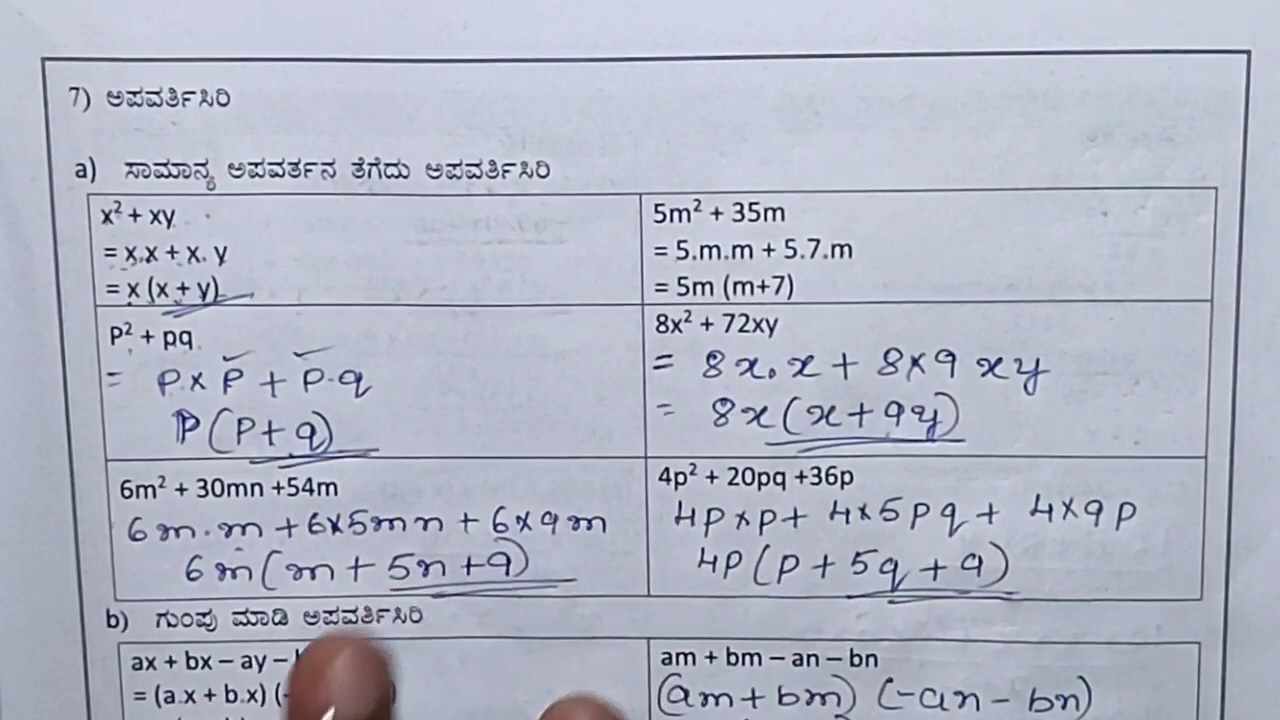 7) ಅಪವರ್ತಿಸಿರಿ
a) ಸಾಮಾನ್ಯ ಅಪವರ್ತನ ತೆಗೆದು ಅಪವರ್ತಿಸಿರಿ
x² + xy
= x.x + x. y
= x (x + y)
5m² + 35m
= 5.m.m + 5.7.m
= 5m (m+7)
P² + pq
= P × P + P·q
P(P+q)
8x² + 72xy
= 8x.x + 8×9 xy
= 8x(x+9y)
6m² + 30mn +54m
6m·m + 6×5mn + 6×9m
6m(m + 5n + 9)
4p² + 20pq +36p
4P×P + 4×5Pq + 4×9P
4P(P + 5q + 9)
b) ಗುಂಪು ಮಾಡಿ ಅಪವರ್ತಿಸಿರಿ
ax + bx – ay –
= (a.x + b.x) (
am + bm – an – bn
(am + bm) (-an - bn)